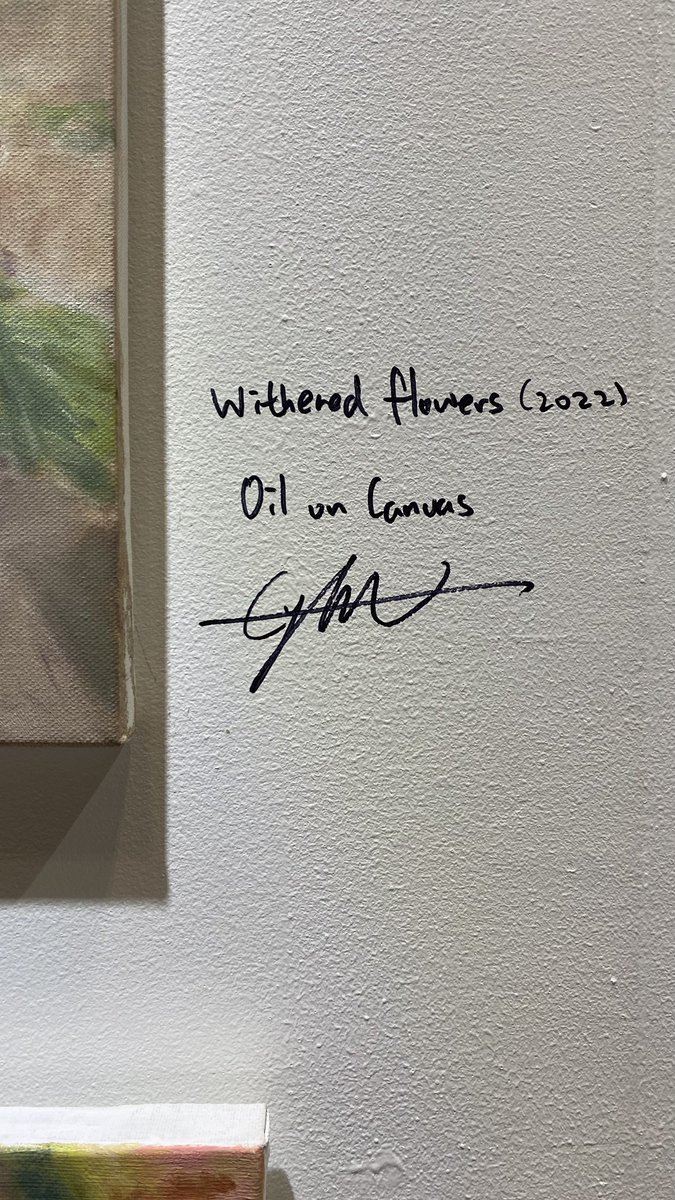 Withered flowers (2022)
Oil on Canvas